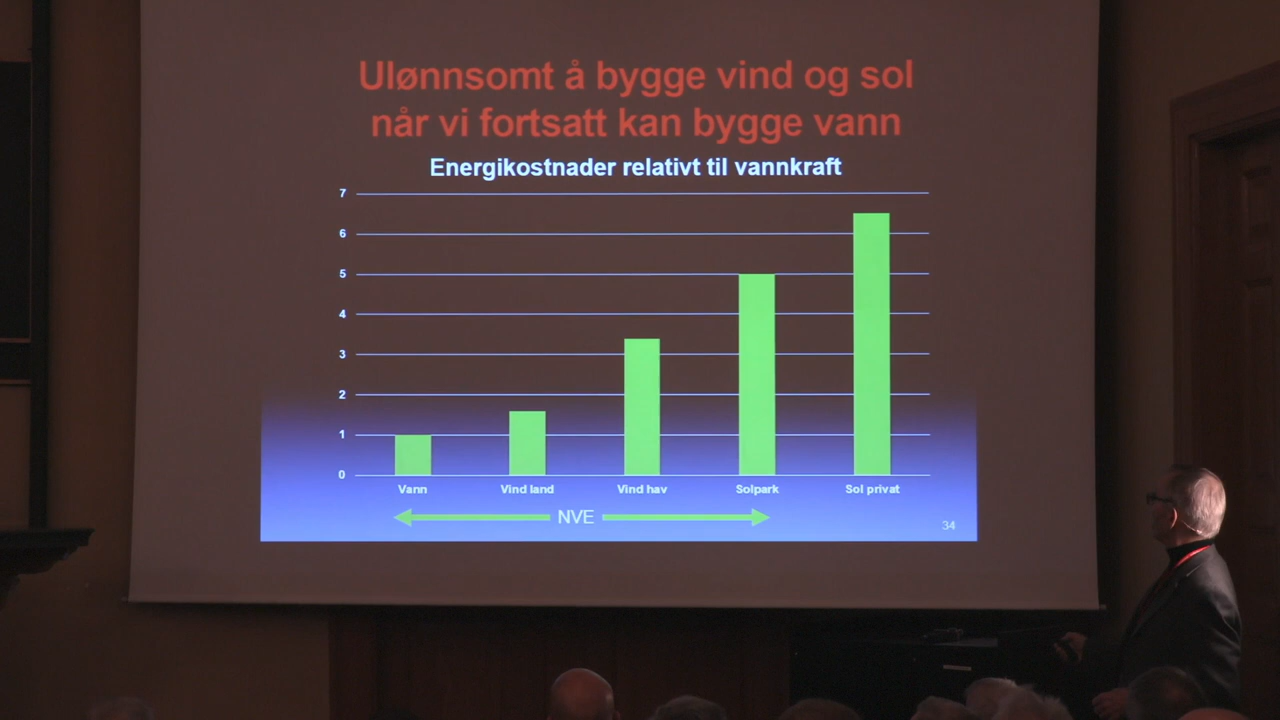 Ulønnsomt å bygge vind og sol
når vi fortsatt kan bygge vann
Energikostnader relativt til vannkraft
7
6
5
4
3
2
1
0
Vann Vind land Vind hav Solpark Sol privat
NVE
34